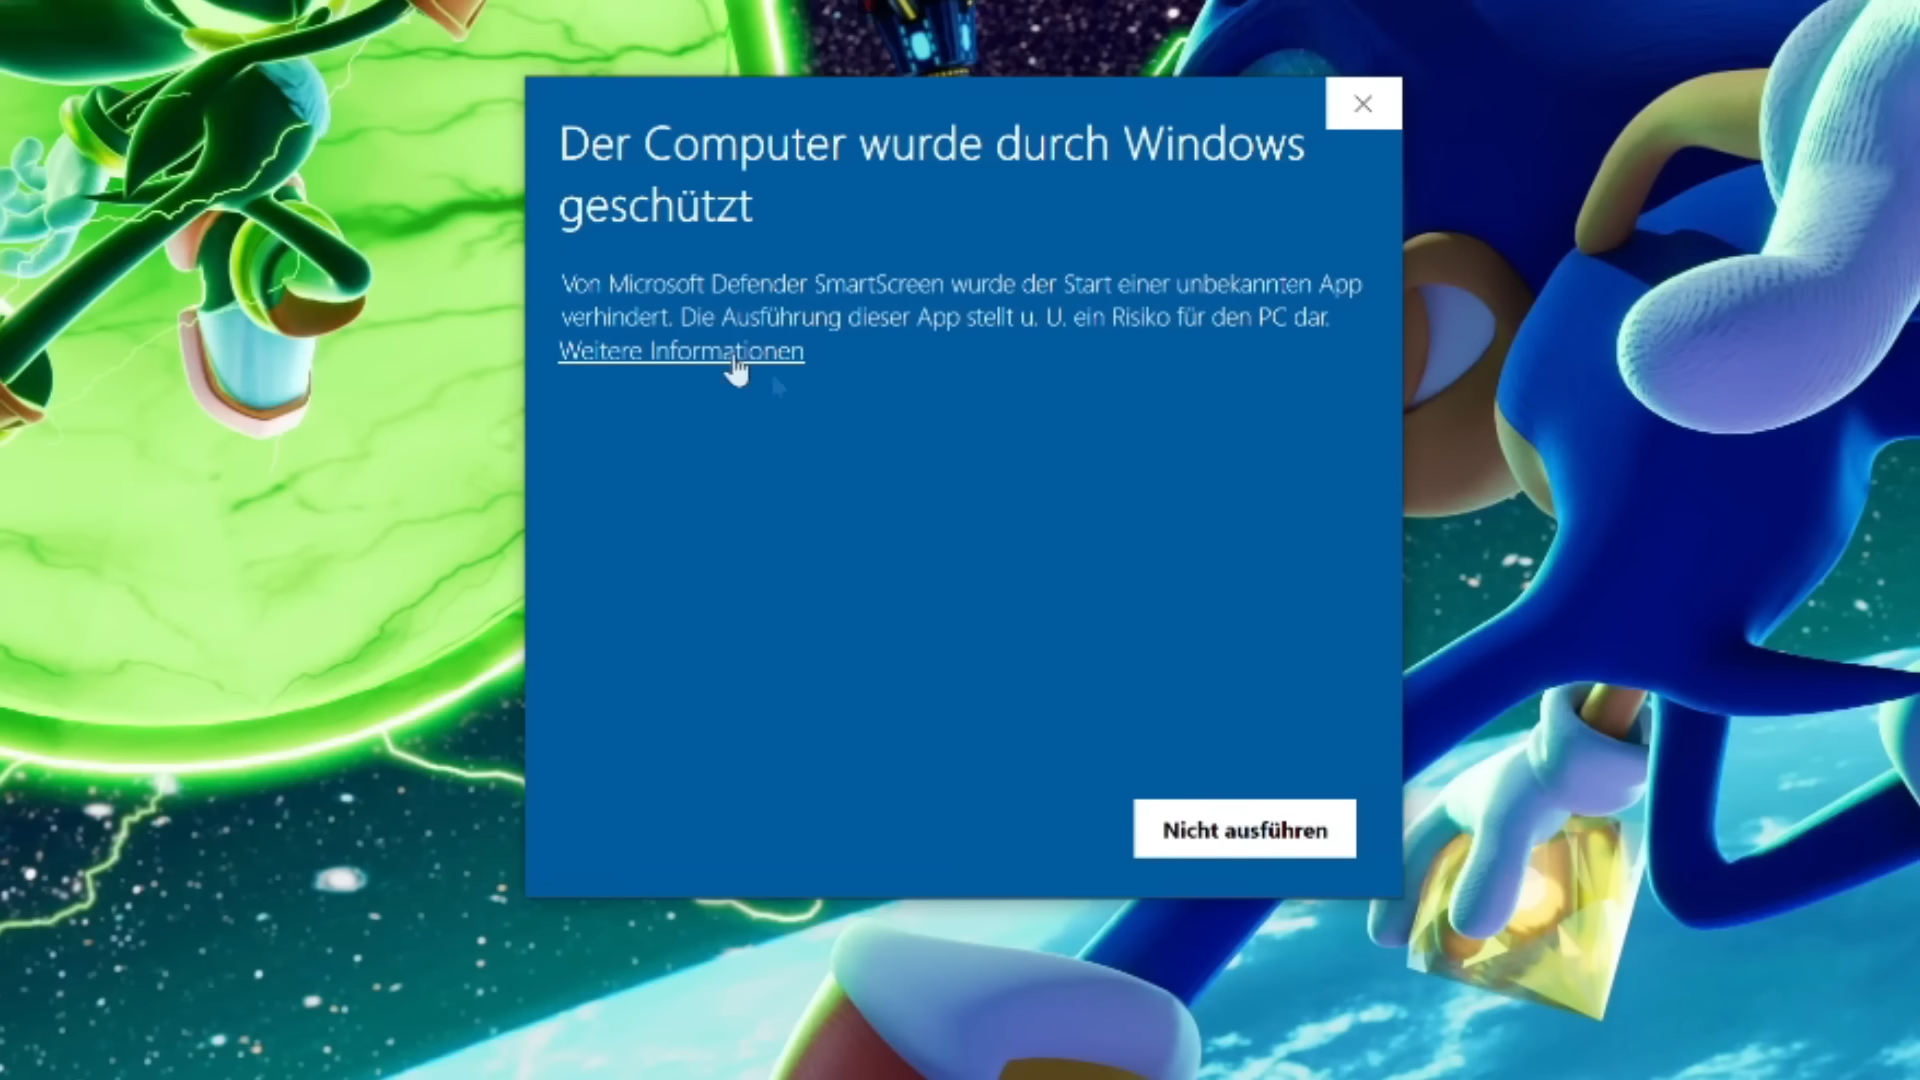 Der Computer wurde durch Windows
geschützt
Von Microsoft Defender SmartScreen wurde der Start einer unbekannten App
verhindert. Die Ausführung dieser App stellt u. U. ein Risiko für den PC dar.
Weitere Informationen
Nicht ausführen